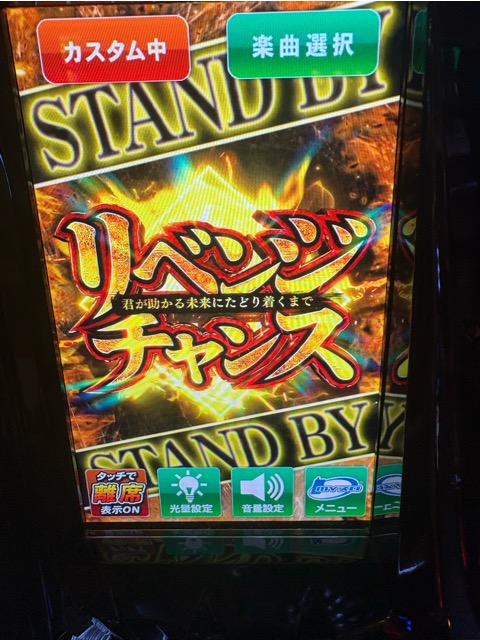 カスタム中
楽曲選択
STAND BY
リベンジ
君が助かる未来にたどり着くまで
チャンス
STAND BY
タッチで
離席
表示ON
光量設定
音量設定
メニュー